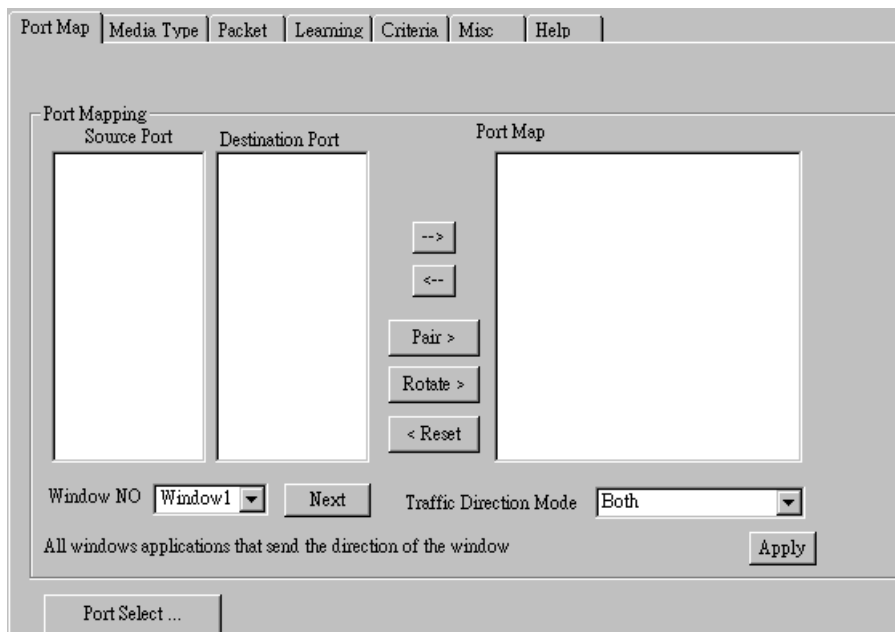 Port Map Media Type Packet Learning Criteria Misc Help
Port Mapping
Source Port Destination Port Port Map
-->
<--
Pair >
Rotate >
< Reset
Window NO Window1 Next Traffic Direction Mode Both
All windows applications that send the direction of the window Apply
Port Select ...